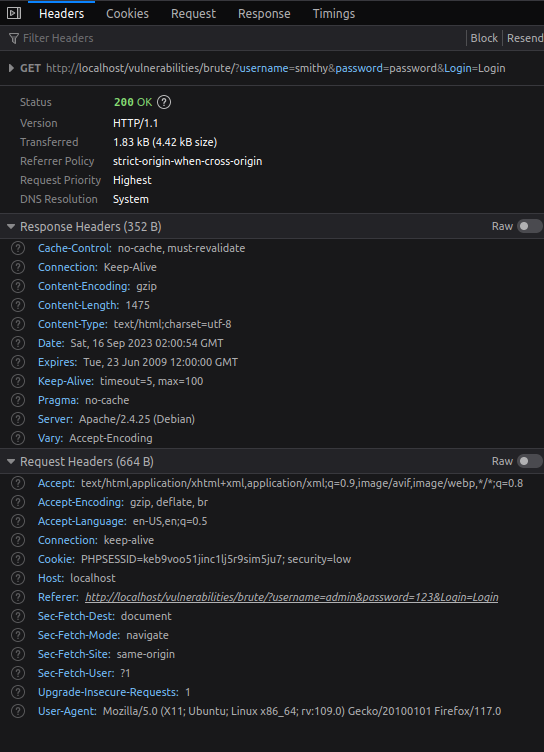 Headers Cookies Request Response Timings
Filter Headers Block Resend
GET http://localhost/vulnerabilities/brute/?username=smithy&password=password&Login=Login
Status 200 OK ?
Version HTTP/1.1
Transferred 1.83 kB (4.42 kB size)
Referrer Policy strict-origin-when-cross-origin
Request Priority Highest
DNS Resolution System
Response Headers (352 B) Raw
? Cache-Control: no-cache, must-revalidate
? Connection: Keep-Alive
? Content-Encoding: gzip
? Content-Length: 1475
? Content-Type: text/html;charset=utf-8
? Date: Sat, 16 Sep 2023 02:00:54 GMT
? Expires: Tue, 23 Jun 2009 12:00:00 GMT
? Keep-Alive: timeout=5, max=100
? Pragma: no-cache
? Server: Apache/2.4.25 (Debian)
? Vary: Accept-Encoding
Request Headers (664 B) Raw
? Accept: text/html,application/xhtml+xml,application/xml;q=0.9,image/avif,image/webp,*/*;q=0.8
? Accept-Encoding: gzip, deflate, br
? Accept-Language: en-US,en;q=0.5
? Connection: keep-alive
? Cookie: PHPSESSID=keb9voo51jinc1lj5r9sim5ju7; security=low
? Host: localhost
? Referer: http://localhost/vulnerabilities/brute/?username=admin&password=123&Login=Login
? Sec-Fetch-Dest: document
? Sec-Fetch-Mode: navigate
? Sec-Fetch-Site: same-origin
? Sec-Fetch-User: ?1
? Upgrade-Insecure-Requests: 1
? User-Agent: Mozilla/5.0 (X11; Ubuntu; Linux x86_64; rv:109.0) Gecko/20100101 Firefox/117.0